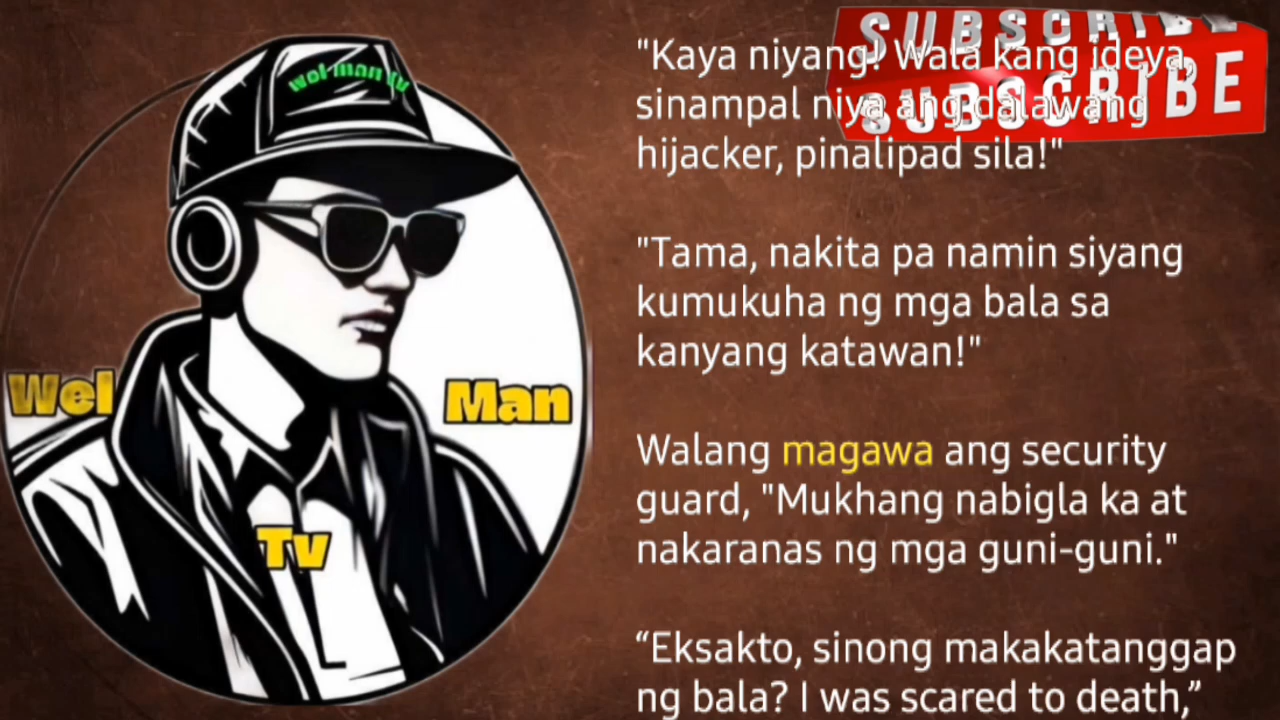 wel man tv
Wel
Man
Tv
SUBSCRIBE
SUBSCRIBE
"Kaya niyang! Wala kang ideya,
sinampal niya ang dalawang
hijacker, pinalipad sila!"
"Tama, nakita pa namin siyang
kumukuha ng mga bala sa
kanyang katawan!"
Walang magawa ang security
guard, "Mukhang nabigla ka at
nakaranas ng mga guni-guni."
“Eksakto, sinong makakatanggap
ng bala? I was scared to death,”